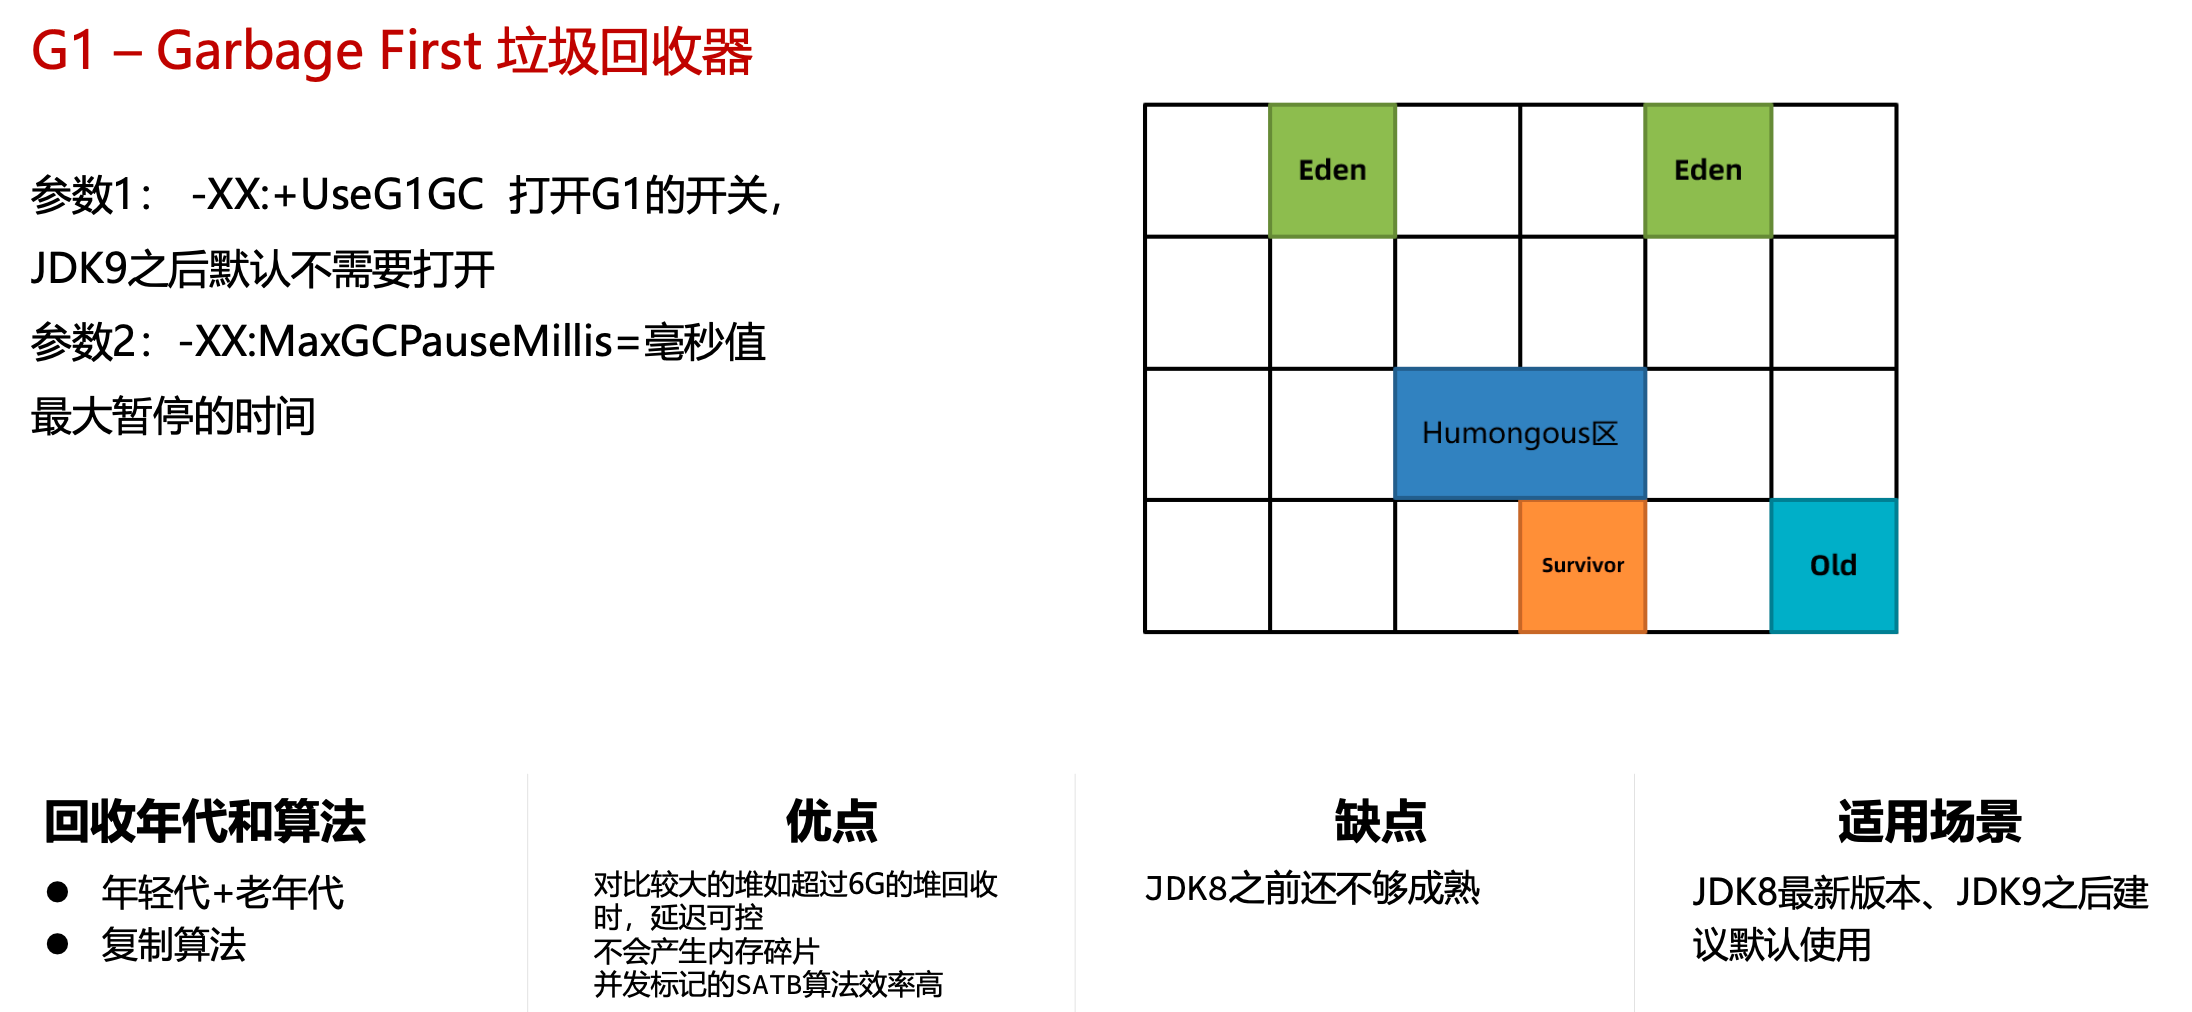 G1 – Garbage First 垃圾回收器
参数1： -XX:+UseG1GC 打开G1的开关，
JDK9之后默认不需要打开
参数2：-XX:MaxGCPauseMillis=毫秒值
最大暂停的时间
Eden
Eden
Humongous区
Survivor
Old
回收年代和算法
● 年轻代+老年代
● 复制算法
优点
对比较大的堆如超过6G的堆回收
时，延迟可控
不会产生内存碎片
并发标记的SATB算法效率高
缺点
JDK8之前还不够成熟
适用场景
JDK8最新版本、JDK9之后建
议默认使用